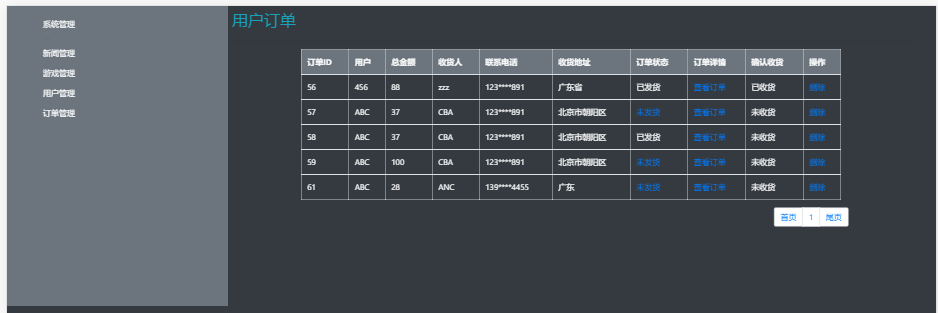 系统管理
新闻管理
游戏管理
用户管理
订单管理
用户订单
订单ID 用户 总金额 收货人 联系电话 收货地址 订单状态 订单详情 确认收货 操作
56 456 88 zzz 123****891 广东省 已发货 查看订单 已收货 删除
57 ABC 37 CBA 123****891 北京市朝阳区 未发货 查看订单 未收货 删除
58 ABC 37 CBA 123****891 北京市朝阳区 已发货 查看订单 未收货 删除
59 ABC 100 CBA 123****891 北京市朝阳区 未发货 查看订单 未收货 删除
61 ABC 28 ANC 139****4455 广东 未发货 查看订单 未收货 删除
首页 1 尾页